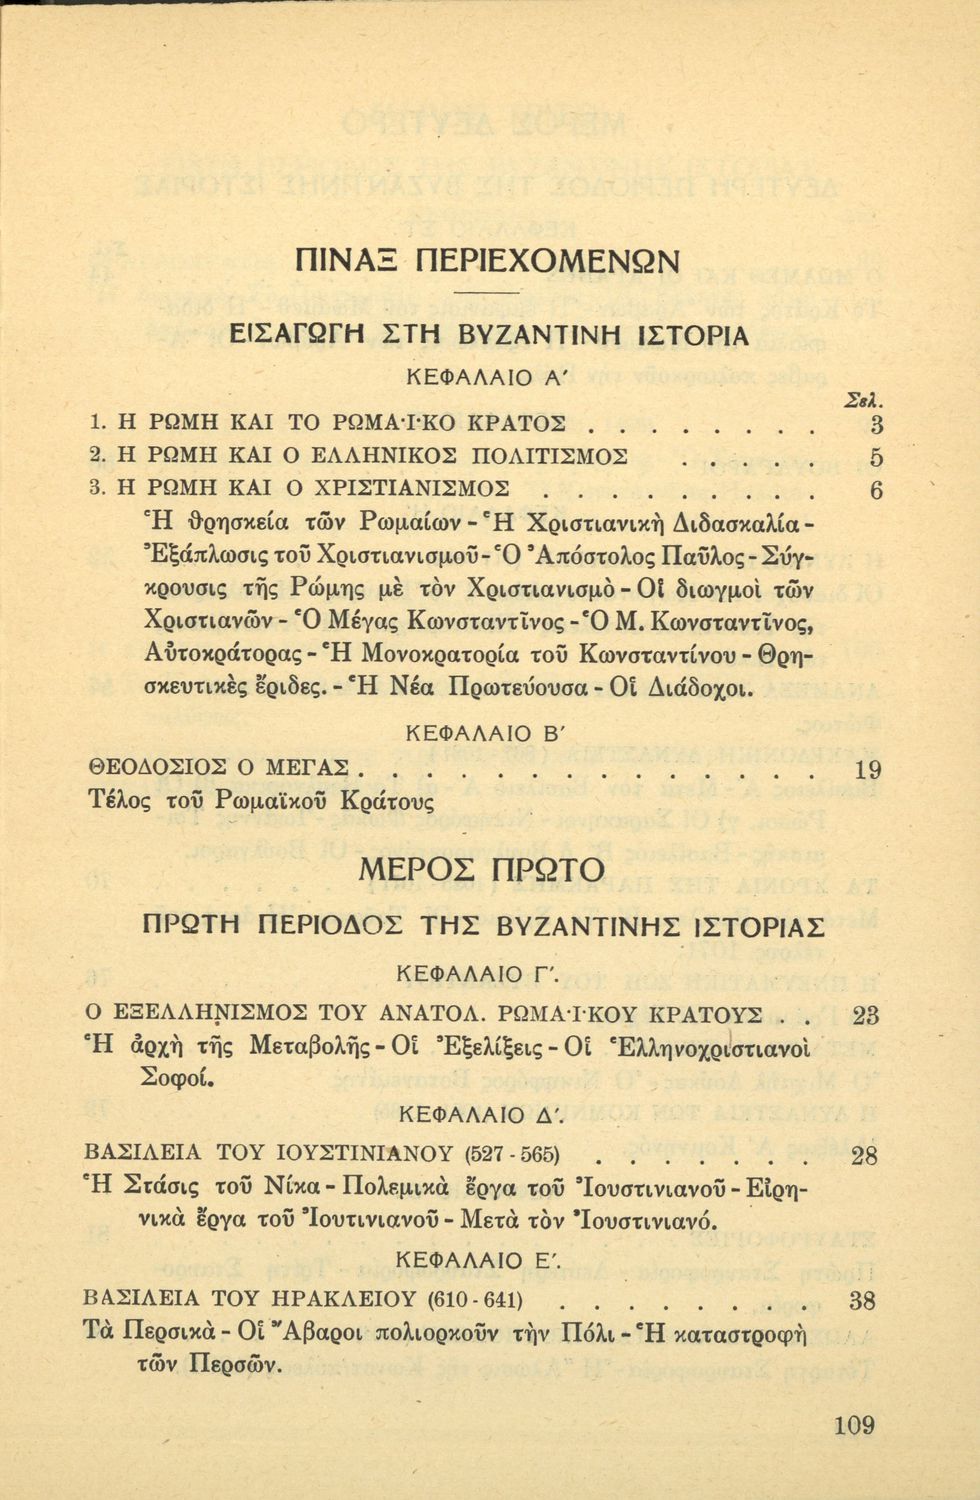 ΠΙΝΑΞ ΠΕΡΙΕΧΟΜΕΝΩΝ
ΕΙΣΑΓΩΓΗ ΣΤΗ ΒΥΖΑΝΤΙΝΗ ΙΣΤΟΡΙΑ
ΚΕΦΑΛΑΙΟ Α'
Σελ.
1. Η ΡΩΜΗ ΚΑΙ ΤΟ ΡΩΜΑ·Ι·ΚΟ ΚΡΑΤΟΣ . . . . . . . 3
2. Η ΡΩΜΗ ΚΑΙ Ο ΕΛΛΗΝΙΚΟΣ ΠΟΛΙΤΙΣΜΟΣ . . . . . 5
3. Η ΡΩΜΗ ΚΑΙ Ο ΧΡΙΣΤΙΑΝΙΣΜΟΣ . . . . . . . . . 6
Ἡ θρησκεία τῶν Ρωμαίων - Ἡ Χριστιανικὴ Διδασκαλία -
Ἐξάπλωσις τοῦ Χριστιανισμοῦ - Ὁ Ἀπόστολος Παῦλος - Σύγ-
κρουσις τῆς Ρώμης μὲ τὸν Χριστιανισμὸ - Οἱ διωγμοὶ τῶν
Χριστιανῶν - Ὁ Μέγας Κωνσταντῖνος - Ὁ Μ. Κωνσταντῖνος,
Αὐτοκράτορας - Ἡ Μονοκρατορία τοῦ Κωνσταντίνου - Θρη-
σκευτικὲς ἔριδες. - Ἡ Νέα Πρωτεύουσα - Οἱ Διάδοχοι.
ΚΕΦΑΛΑΙΟ Β'
ΘΕΟΔΟΣΙΟΣ Ο ΜΕΓΑΣ . . . . . . . . . . . . . . 19
Τέλος τοῦ Ρωμαϊκοῦ Κράτους
ΜΕΡΟΣ ΠΡΩΤΟ
ΠΡΩΤΗ ΠΕΡΙΟΔΟΣ ΤΗΣ ΒΥΖΑΝΤΙΝΗΣ ΙΣΤΟΡΙΑΣ
ΚΕΦΑΛΑΙΟ Γ'.
Ο ΕΞΕΛΛΗΝΙΣΜΟΣ ΤΟΥ ΑΝΑΤΟΛ. ΡΩΜΑ·Ι·ΚΟΥ ΚΡΑΤΟΥΣ . . 23
Ἡ ἀρχὴ τῆς Μεταβολῆς - Οἱ Ἐξελίξεις - Οἱ Ἑλληνοχριστιανοὶ
Σοφοί.
ΚΕΦΑΛΑΙΟ Δ'.
ΒΑΣΙΛΕΙΑ ΤΟΥ ΙΟΥΣΤΙΝΙΑΝΟΥ (527 - 565) . . . . . . . 28
Ἡ Στάσις τοῦ Νίκα - Πολεμικὰ ἔργα τοῦ Ἰουστινιανοῦ - Εἰρη-
νικὰ ἔργα τοῦ Ἰουτινιανοῦ - Μετὰ τὸν Ἰουστινιανό.
ΚΕΦΑΛΑΙΟ Ε'.
ΒΑΣΙΛΕΙΑ ΤΟΥ ΗΡΑΚΛΕΙΟΥ (610 - 641) . . . . . . . . 38
Τὰ Περσικὰ - Οἱ Ἄβαροι πολιορκοῦν τὴν Πόλι - Ἡ καταστροφὴ
τῶν Περσῶν.
109